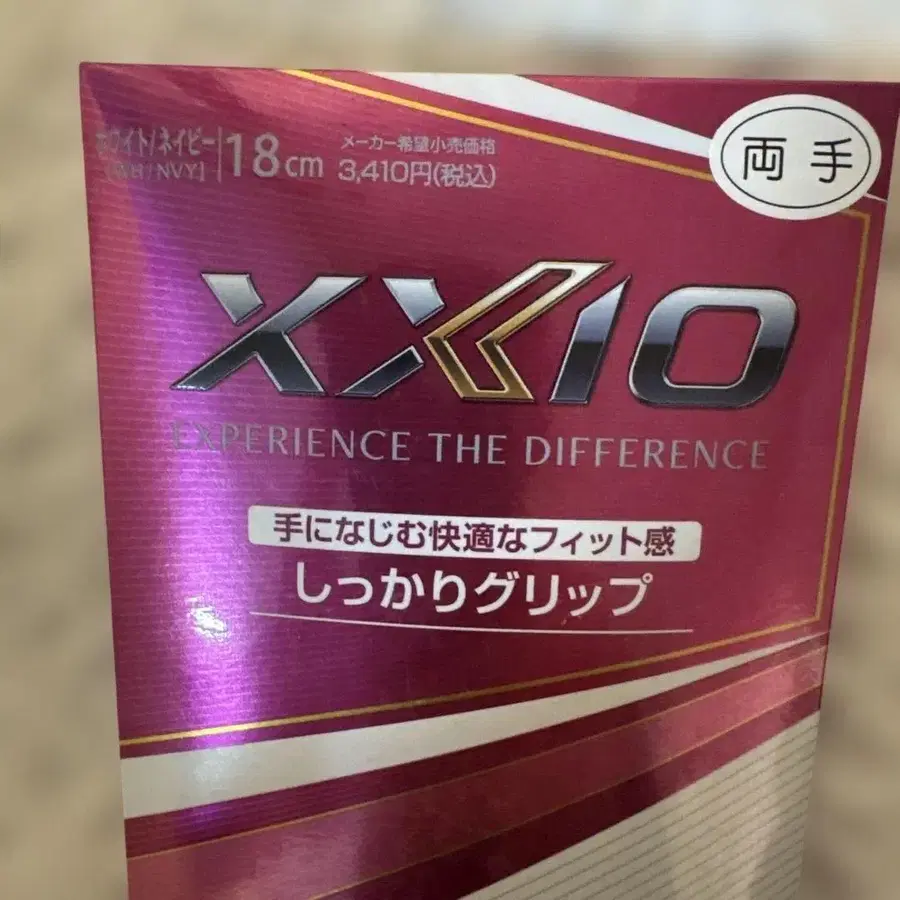 ホワイト/ネイビー
[WH/NVY]
18cm
メーカー希望小売価格
3,410円(税込)
両手
XXIO
EXPERIENCE THE DIFFERENCE
手になじむ快適なフィット感
しっかりグリップ